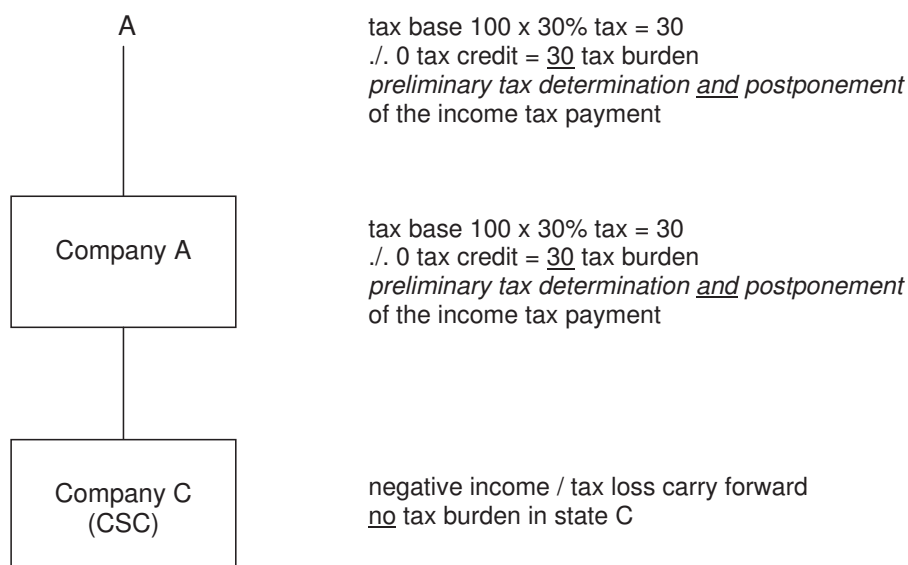 A
tax base 100 x 30% tax = 30
./. 0 tax credit = 30 tax burden
preliminary tax determination and postponement
of the income tax payment
Company A
tax base 100 x 30% tax = 30
./. 0 tax credit = 30 tax burden
preliminary tax determination and postponement
of the income tax payment
Company C
(CSC)
negative income / tax loss carry forward
no tax burden in state C